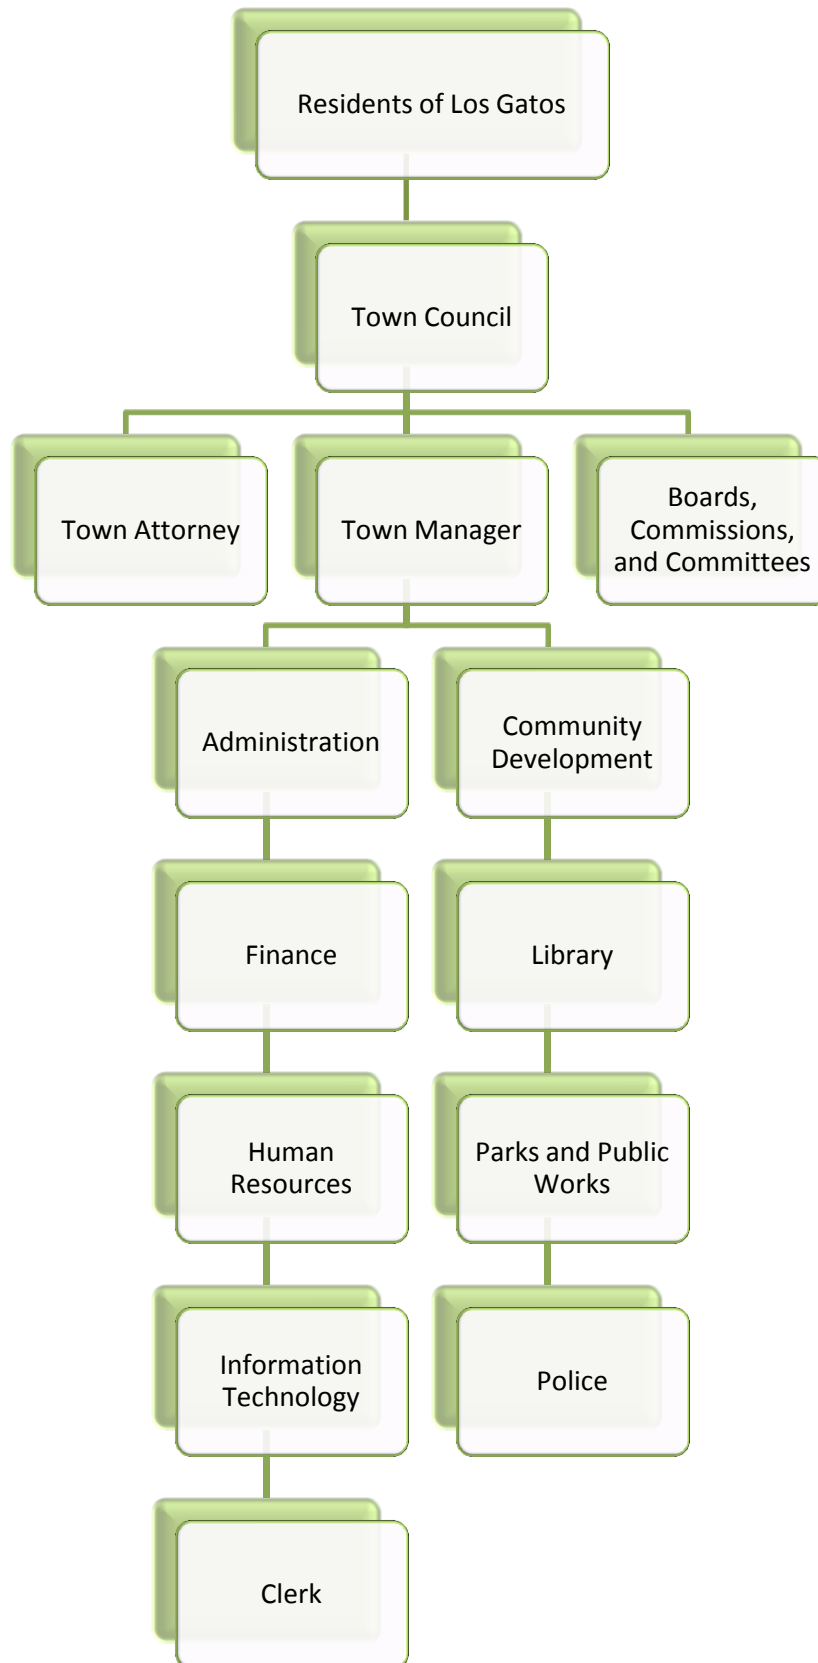 Residents of Los Gatos
Town Council
Town Attorney
Town Manager
Boards,
Commissions,
and Committees
Administration
Community
Development
Finance
Library
Human
Resources
Parks and Public
Works
Information
Technology
Police
Clerk